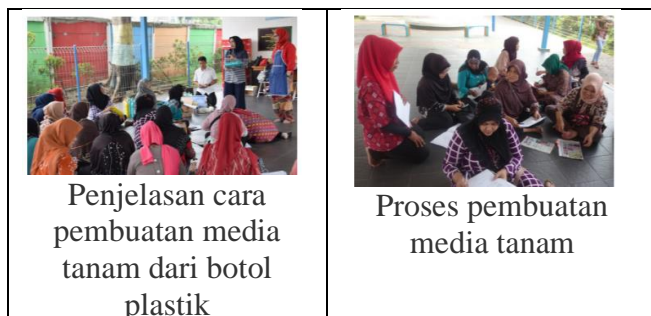 Penjelasan cara
pembuatan media
tanam dari botol
plastik
Proses pembuatan
media tanam